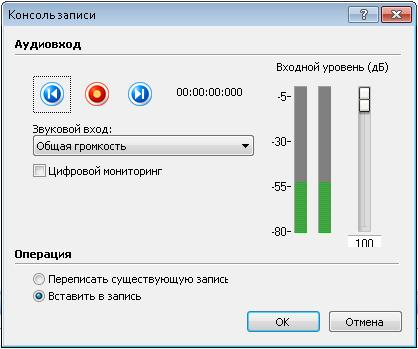 Консоль записи
Аудиовход
Входной уровень (дБ)
00:00:00:000
Звуковой вход:
Общая громкость
Цифровой мониторинг
-5-
-30-
-55-
-80-
100
Операция
Переписать существующую запись
Вставить в запись
OK
Отмена